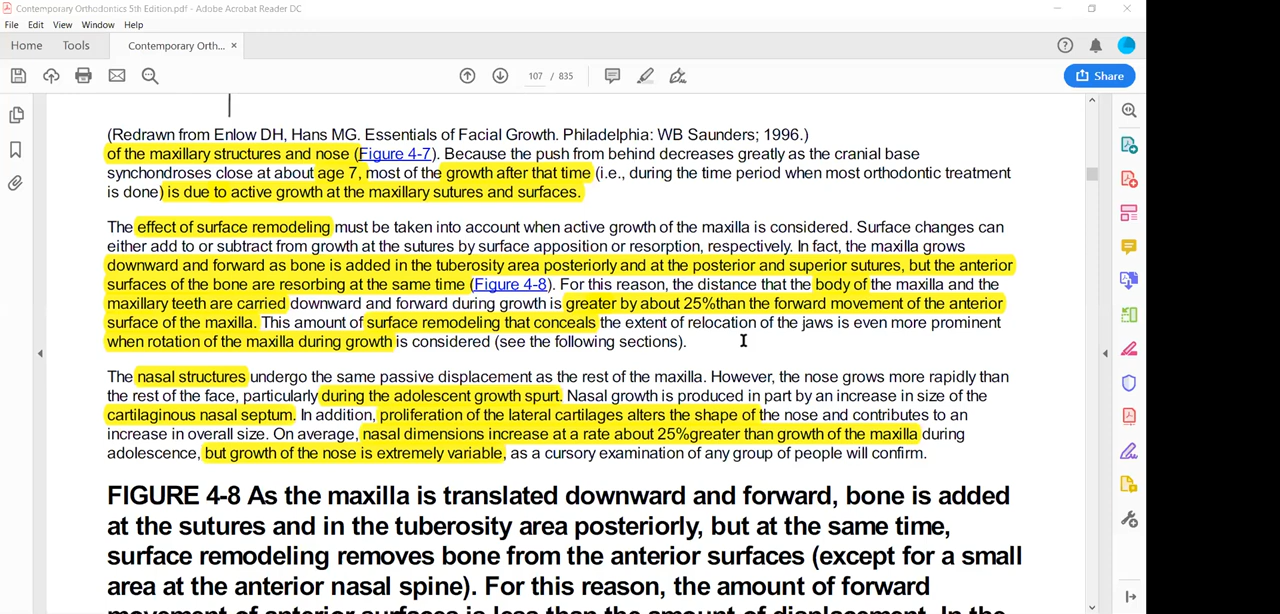 Contemporary Orthodontics 5th Edition.pdf - Adobe Acrobat Reader DC
File Edit View Window Help
Home Tools Contemporary Orth... ×
107 / 835
Share
(Redrawn from Enlow DH, Hans MG. Essentials of Facial Growth. Philadelphia: WB Saunders; 1996.)
of the maxillary structures and nose (Figure 4-7). Because the push from behind decreases greatly as the cranial base
synchondroses close at about age 7, most of the growth after that time (i.e., during the time period when most orthodontic treatment
is done) is due to active growth at the maxillary sutures and surfaces.
The effect of surface remodeling must be taken into account when active growth of the maxilla is considered. Surface changes can
either add to or subtract from growth at the sutures by surface apposition or resorption, respectively. In fact, the maxilla grows
downward and forward as bone is added in the tuberosity area posteriorly and at the posterior and superior sutures, but the anterior
surfaces of the bone are resorbing at the same time (Figure 4-8). For this reason, the distance that the body of the maxilla and the
maxillary teeth are carried downward and forward during growth is greater by about 25%than the forward movement of the anterior
surface of the maxilla. This amount of surface remodeling that conceals the extent of relocation of the jaws is even more prominent
when rotation of the maxilla during growth is considered (see the following sections).
The nasal structures undergo the same passive displacement as the rest of the maxilla. However, the nose grows more rapidly than
the rest of the face, particularly during the adolescent growth spurt. Nasal growth is produced in part by an increase in size of the
cartilaginous nasal septum. In addition, proliferation of the lateral cartilages alters the shape of the nose and contributes to an
increase in overall size. On average, nasal dimensions increase at a rate about 25%greater than growth of the maxilla during
adolescence, but growth of the nose is extremely variable, as a cursory examination of any group of people will confirm.
FIGURE 4-8 As the maxilla is translated downward and forward, bone is added
at the sutures and in the tuberosity area posteriorly, but at the same time,
surface remodeling removes bone from the anterior surfaces (except for a small
area at the anterior nasal spine). For this reason, the amount of forward
movement of anterior surfaces is less than the amount of displacement. In the